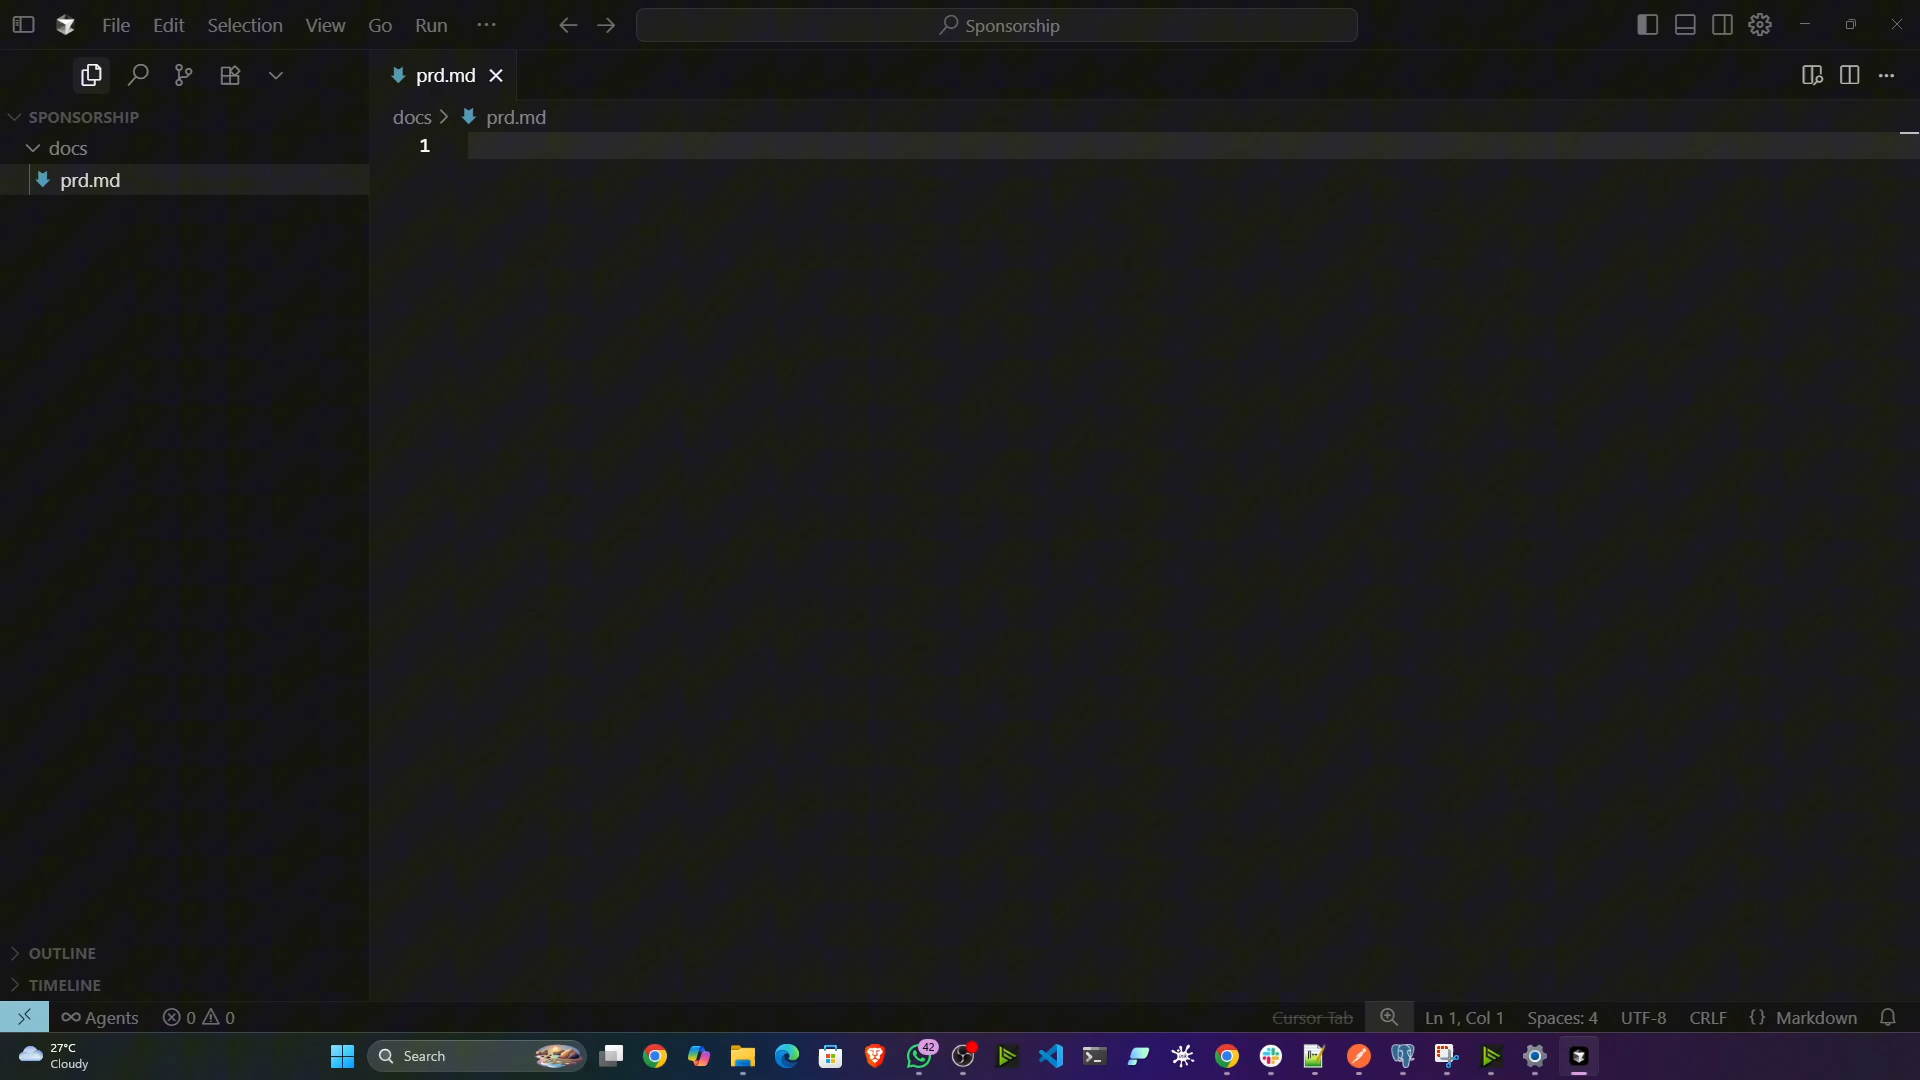 File Edit Selection View Go Run
Sponsorship
prd.md
SPONSORSHIP
docs
prd.md
docs > prd.md
1
OUTLINE
TIMELINE
Agents 0 0
Cursor Tab
Ln 1, Col 1 Spaces: 4 UTF-8 CRLF {} Markdown
27°C
Cloudy
Search
42